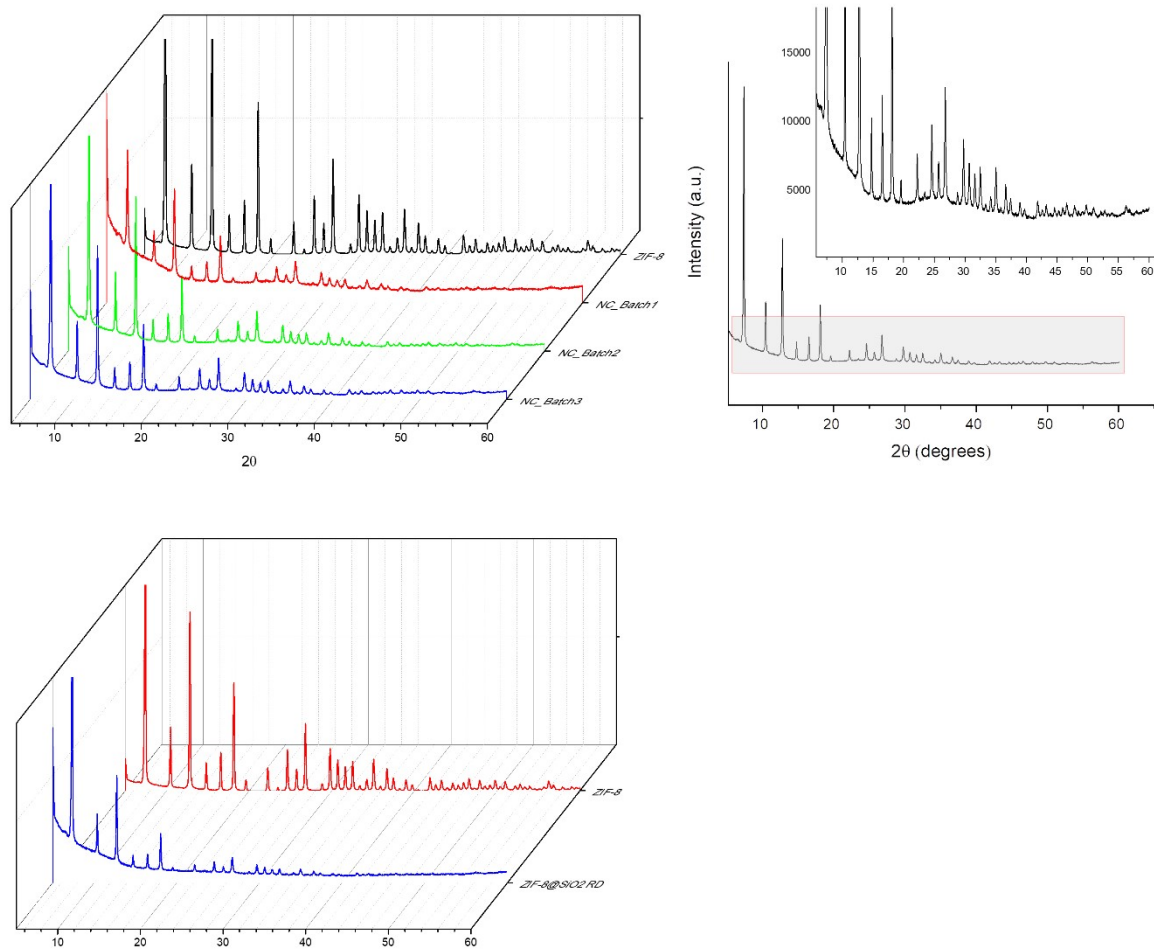 ZIF-8
NC_Batch1
NC_Batch2
NC_Batch3
10 20 30 40 50 60
2θ
15000
10000
5000
10 15 20 25 30 35 40 45 50 55 60
Intensity (a.u.)
10 20 30 40 50 60
2θ (degrees)
ZIF-8
ZIF-8@SIO2 RD
10 20 30 40 50 60